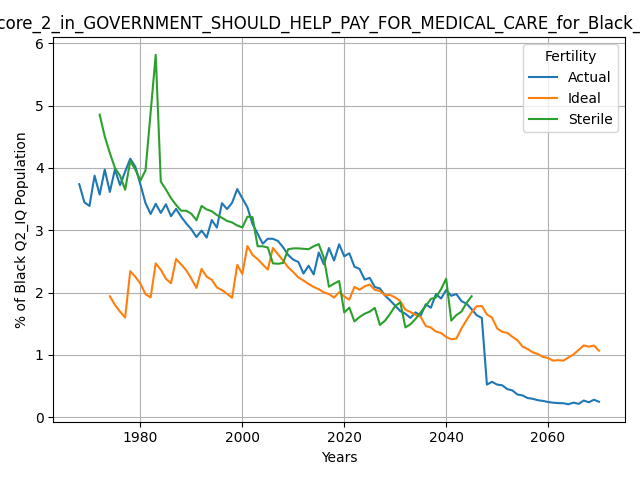 core_2_in_GOVERNMENT_SHOULD_HELP_PAY_FOR_MEDICAL_CARE_for_Black_
Fertility
Actual
Ideal
Sterile
% of Black Q2_IQ Population
6
5
4
3
2
1
0
1980 2000 2020 2040 2060
Years